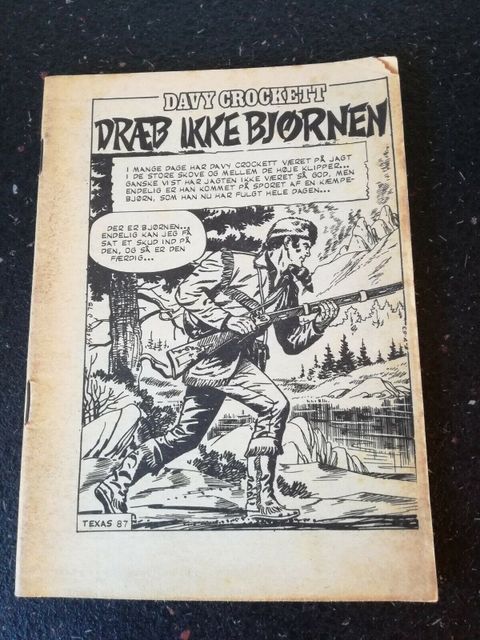 DAVY CROCKETT
DRÆB IKKE BJØRNEN
I MANGE DAGE HAR DAVY CROCKETT VÆRET PÅ JAGT
I DE STORE SKOVE OG MELLEM DE HØJE KLIPPER...
GANSKE VIST HAR JAGTEN IKKE VÆRET SÅ GOD, MEN
ENDELIG ER HAN KOMMET PÅ SPORET AF EN KÆMPE-
BJØRN, SOM HAN NU HAR FULGT HELE DAGEN...
DER ER BJØRNEN...
ENDELIG KAN JEG FÅ
SAT ET SKUD IND PÅ
DEN, OG SÅ ER DEN
FÆRDIG...
TEXAS 87